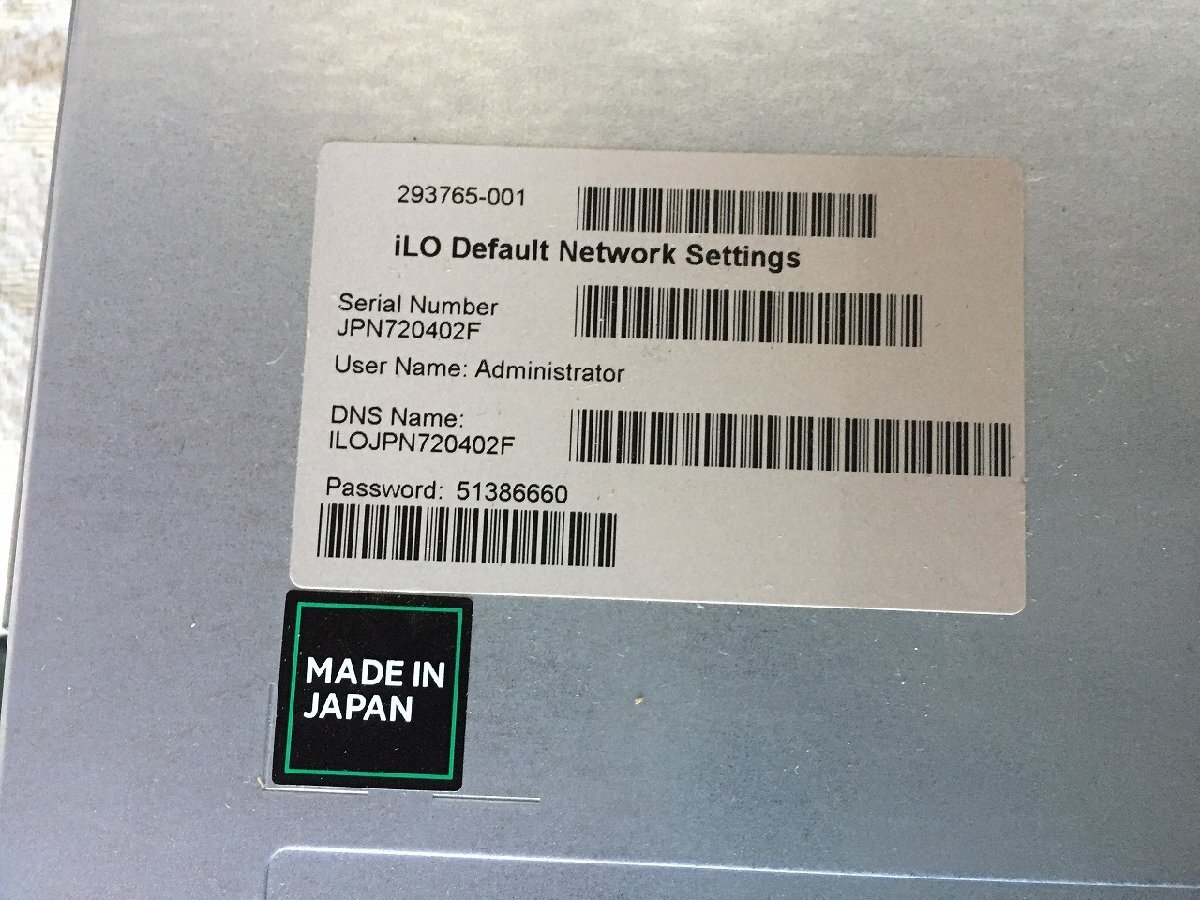 293765-001
iLO Default Network Settings
Serial Number
JPN720402F
User Name: Administrator
DNS Name:
ILOJPN720402F
Password: 51386660
MADE IN
JAPAN